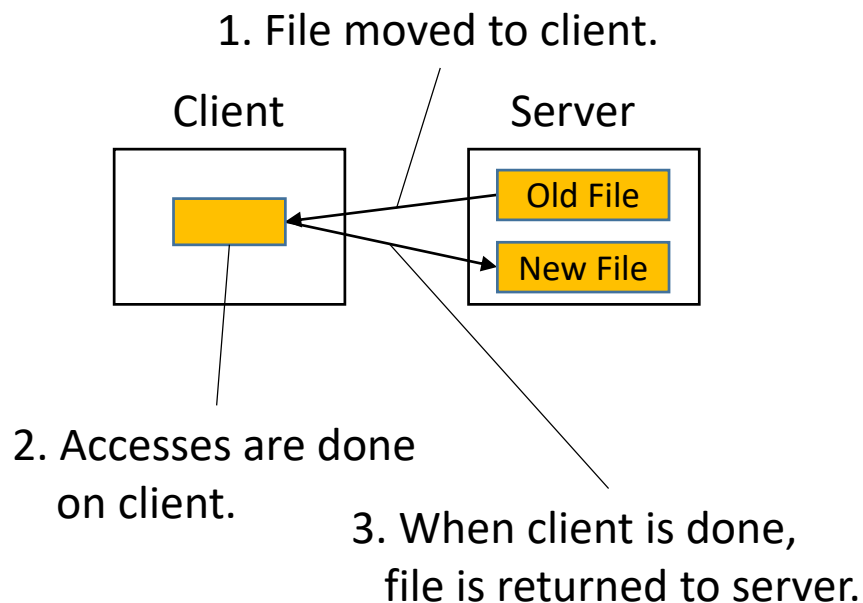 1. File moved to client.
Client
Server
Old File
New File
2. Accesses are done
on client.
3. When client is done,
file is returned to server.